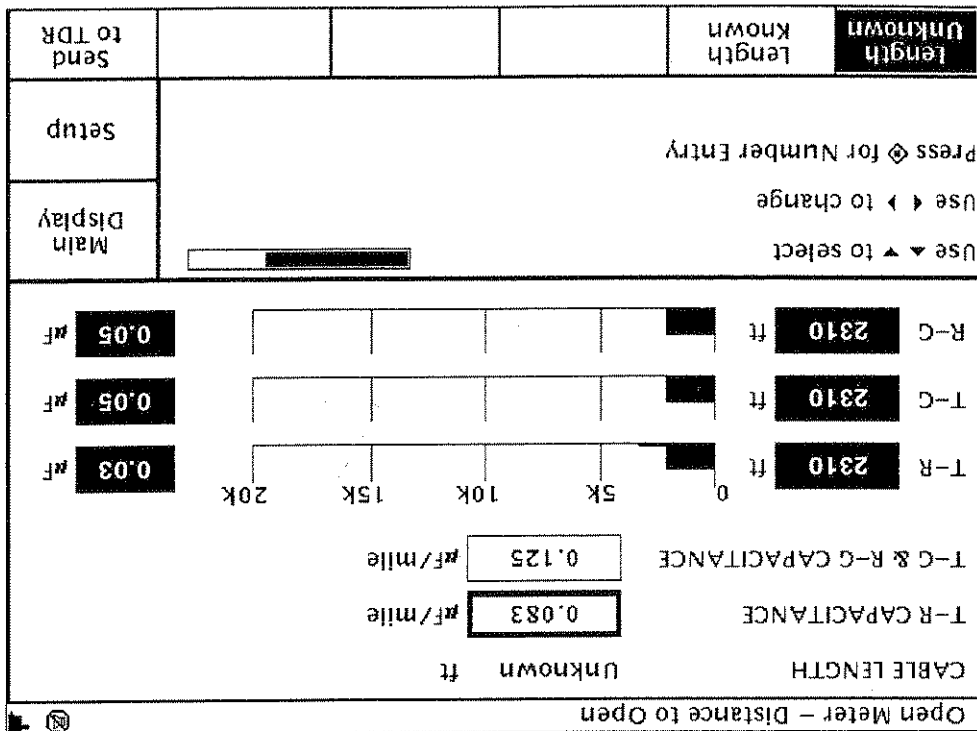 Open Meter – Distance to Open
CABLE LENGTH Unknown ft
T-R CAPACITANCE 0.083 µF/mile
T-G & R-G CAPACITANCE 0.125 µF/mile
0 5K 10K 15K 20K
T-R 2310 ft 0.03 µF
T-G 2310 ft 0.05 µF
R-G 2310 ft 0.05 µF
Use ▲ ▼ to select
Use ◀ ▶ to change
Press for Number Entry
Main
Display
Setup
Length
Unknown
Length
Known
Send
to TDR